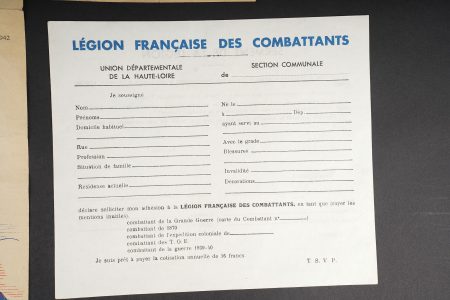 942
LÉGION FRANÇAISE DES COMBATTANTS
UNION DÉPARTEMENTALE
DE LA HAUTE-LOIRE
SECTION COMMUNALE
de
Je soussigné
Nom
Prénoms
Domicile habituel
Rue
Profession
Situation de famille
Résidence actuelle
Né le
à Dép.
ayant servi au
Avec le grade
Blessures
Invalidité
Décorations
déclare solliciter mon adhésion à la LÉGION FRANÇAISE DES COMBATTANTS, en tant que (rayer les
mentions inutiles).
combattant de la Grande Guerre (carte du Combattant n°
combattant de 1870
combattant de l'expédition coloniale de
combattant des T. O. E.
combattant de la guerre 1939-40
Je suis prêt à payer la cotisation annuelle de 16 francs
T. S. V. P.